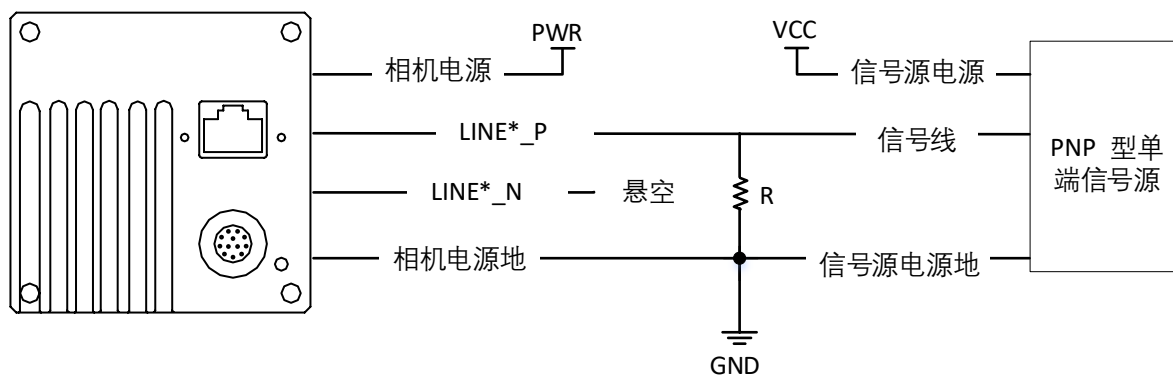 PWR
VCC
相机电源
信号源电源
LINE*_P
信号线
PNP 型单
端信号源
LINE*_N
悬空
R
相机电源地
信号源电源地
GND